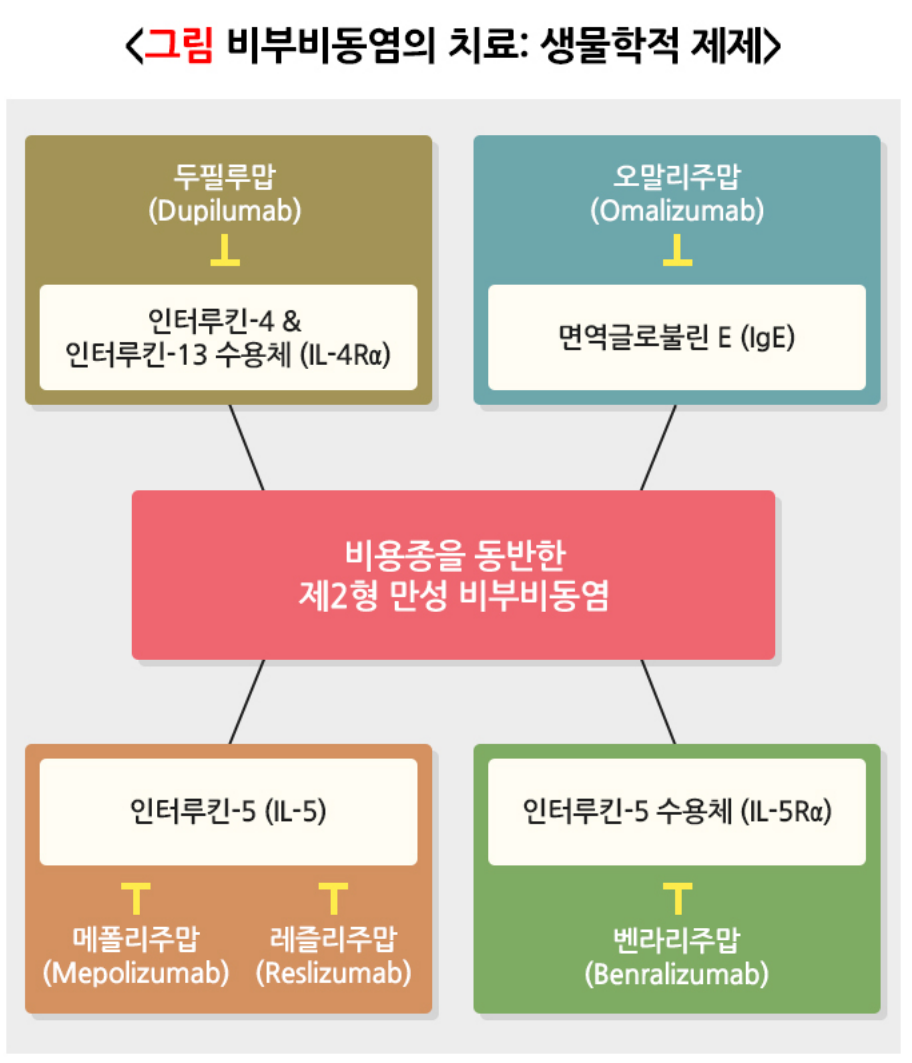 <그림 비부비동염의 치료: 생물학적 제제>
두필루맙
(Dupilumab)
인터루킨-4 &
인터루킨-13 수용체 (IL-4Rα)
오말리주맙
(Omalizumab)
면역글로불린 E (IgE)
비용종을 동반한
제2형 만성 비부비동염
인터루킨-5 (IL-5)
메폴리주맙
(Mepolizumab)
레즐리주맙
(Reslizumab)
인터루킨-5 수용체 (IL-5Rα)
벤라리주맙
(Benralizumab)